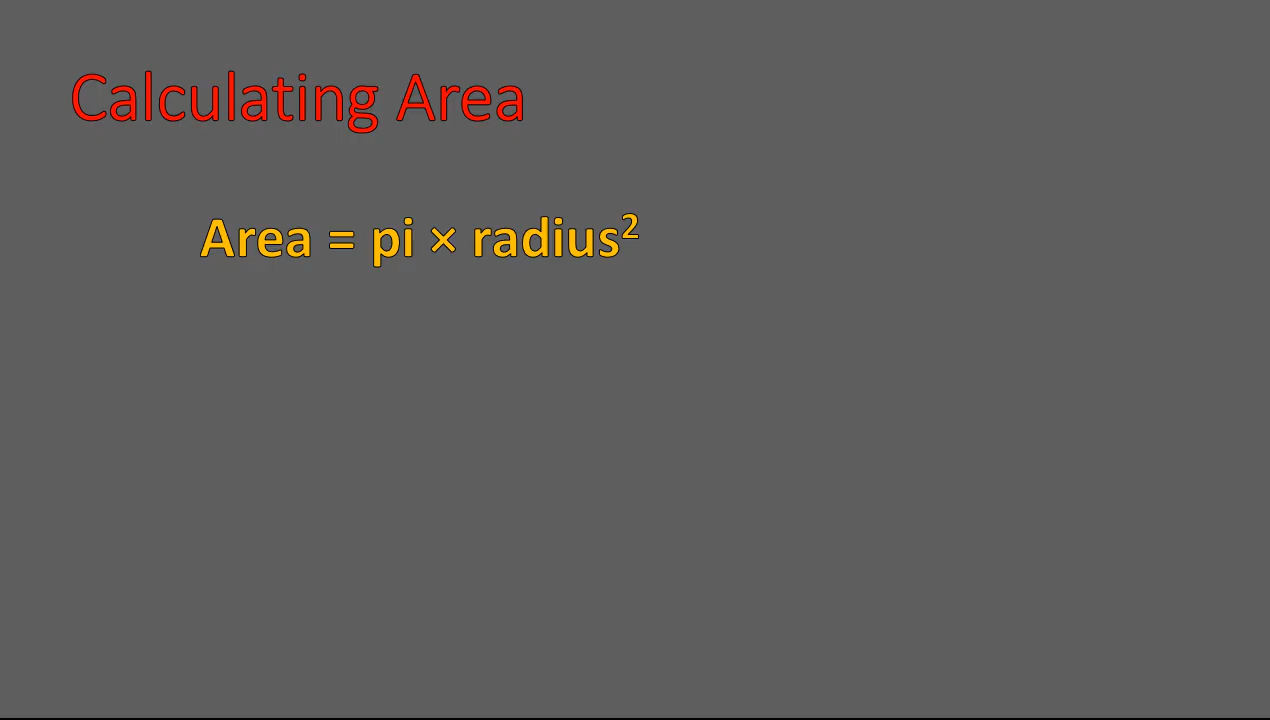 Calculating Area
Area = pi × radius²